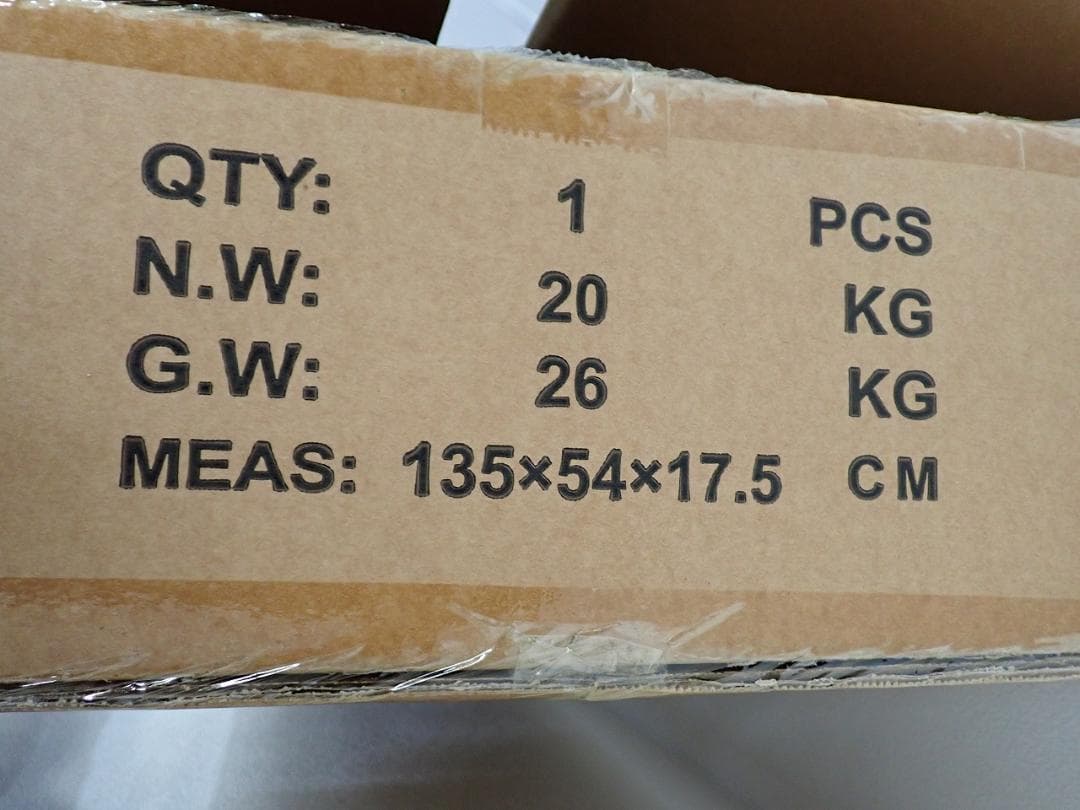 QTY: 1 PCS
N.W: 20 KG
G.W: 26 KG
MEAS: 135×54×17.5 CM